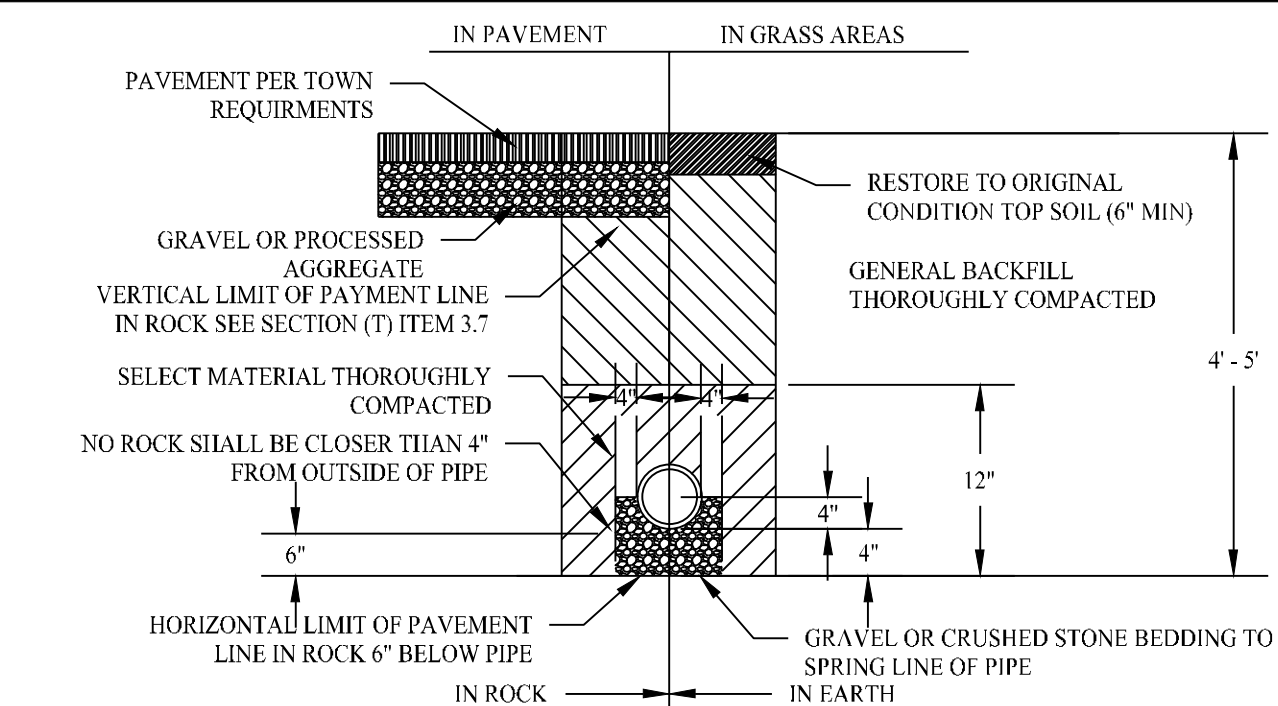 IN PAVEMENT
IN GRASS AREAS
PAVEMENT PER TOWN
REQUIRMENTS
RESTORE TO ORIGINAL
CONDITION TOP SOIL (6" MIN)
GRAVEL OR PROCESSED
AGGREGATE
GENERAL BACKFILL
THOROUGHLY COMPACTED
VERTICAL LIMIT OF PAYMENT LINE
IN ROCK SEE SECTION (T) ITEM 3.7
4' - 5'
SELECT MATERIAL THOROUGHLY
COMPACTED
4"
4"
NO ROCK SHALL BE CLOSER THAN 4"
FROM OUTSIDE OF PIPE
12"
4"
6"
4"
HORIZONTAL LIMIT OF PAVEMENT
LINE IN ROCK 6" BELOW PIPE
GRAVEL OR CRUSHED STONE BEDDING TO
SPRING LINE OF PIPE
IN ROCK
IN EARTH